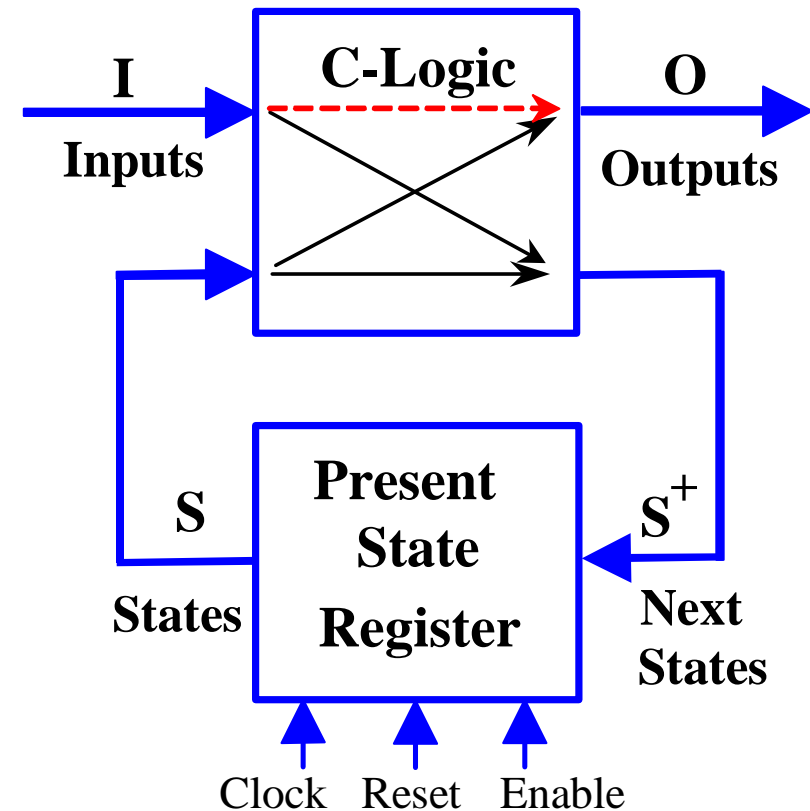 I
C-Logic
O
Inputs
Outputs
S
Present
State
Register
S+
States
Next
States
Clock Reset Enable